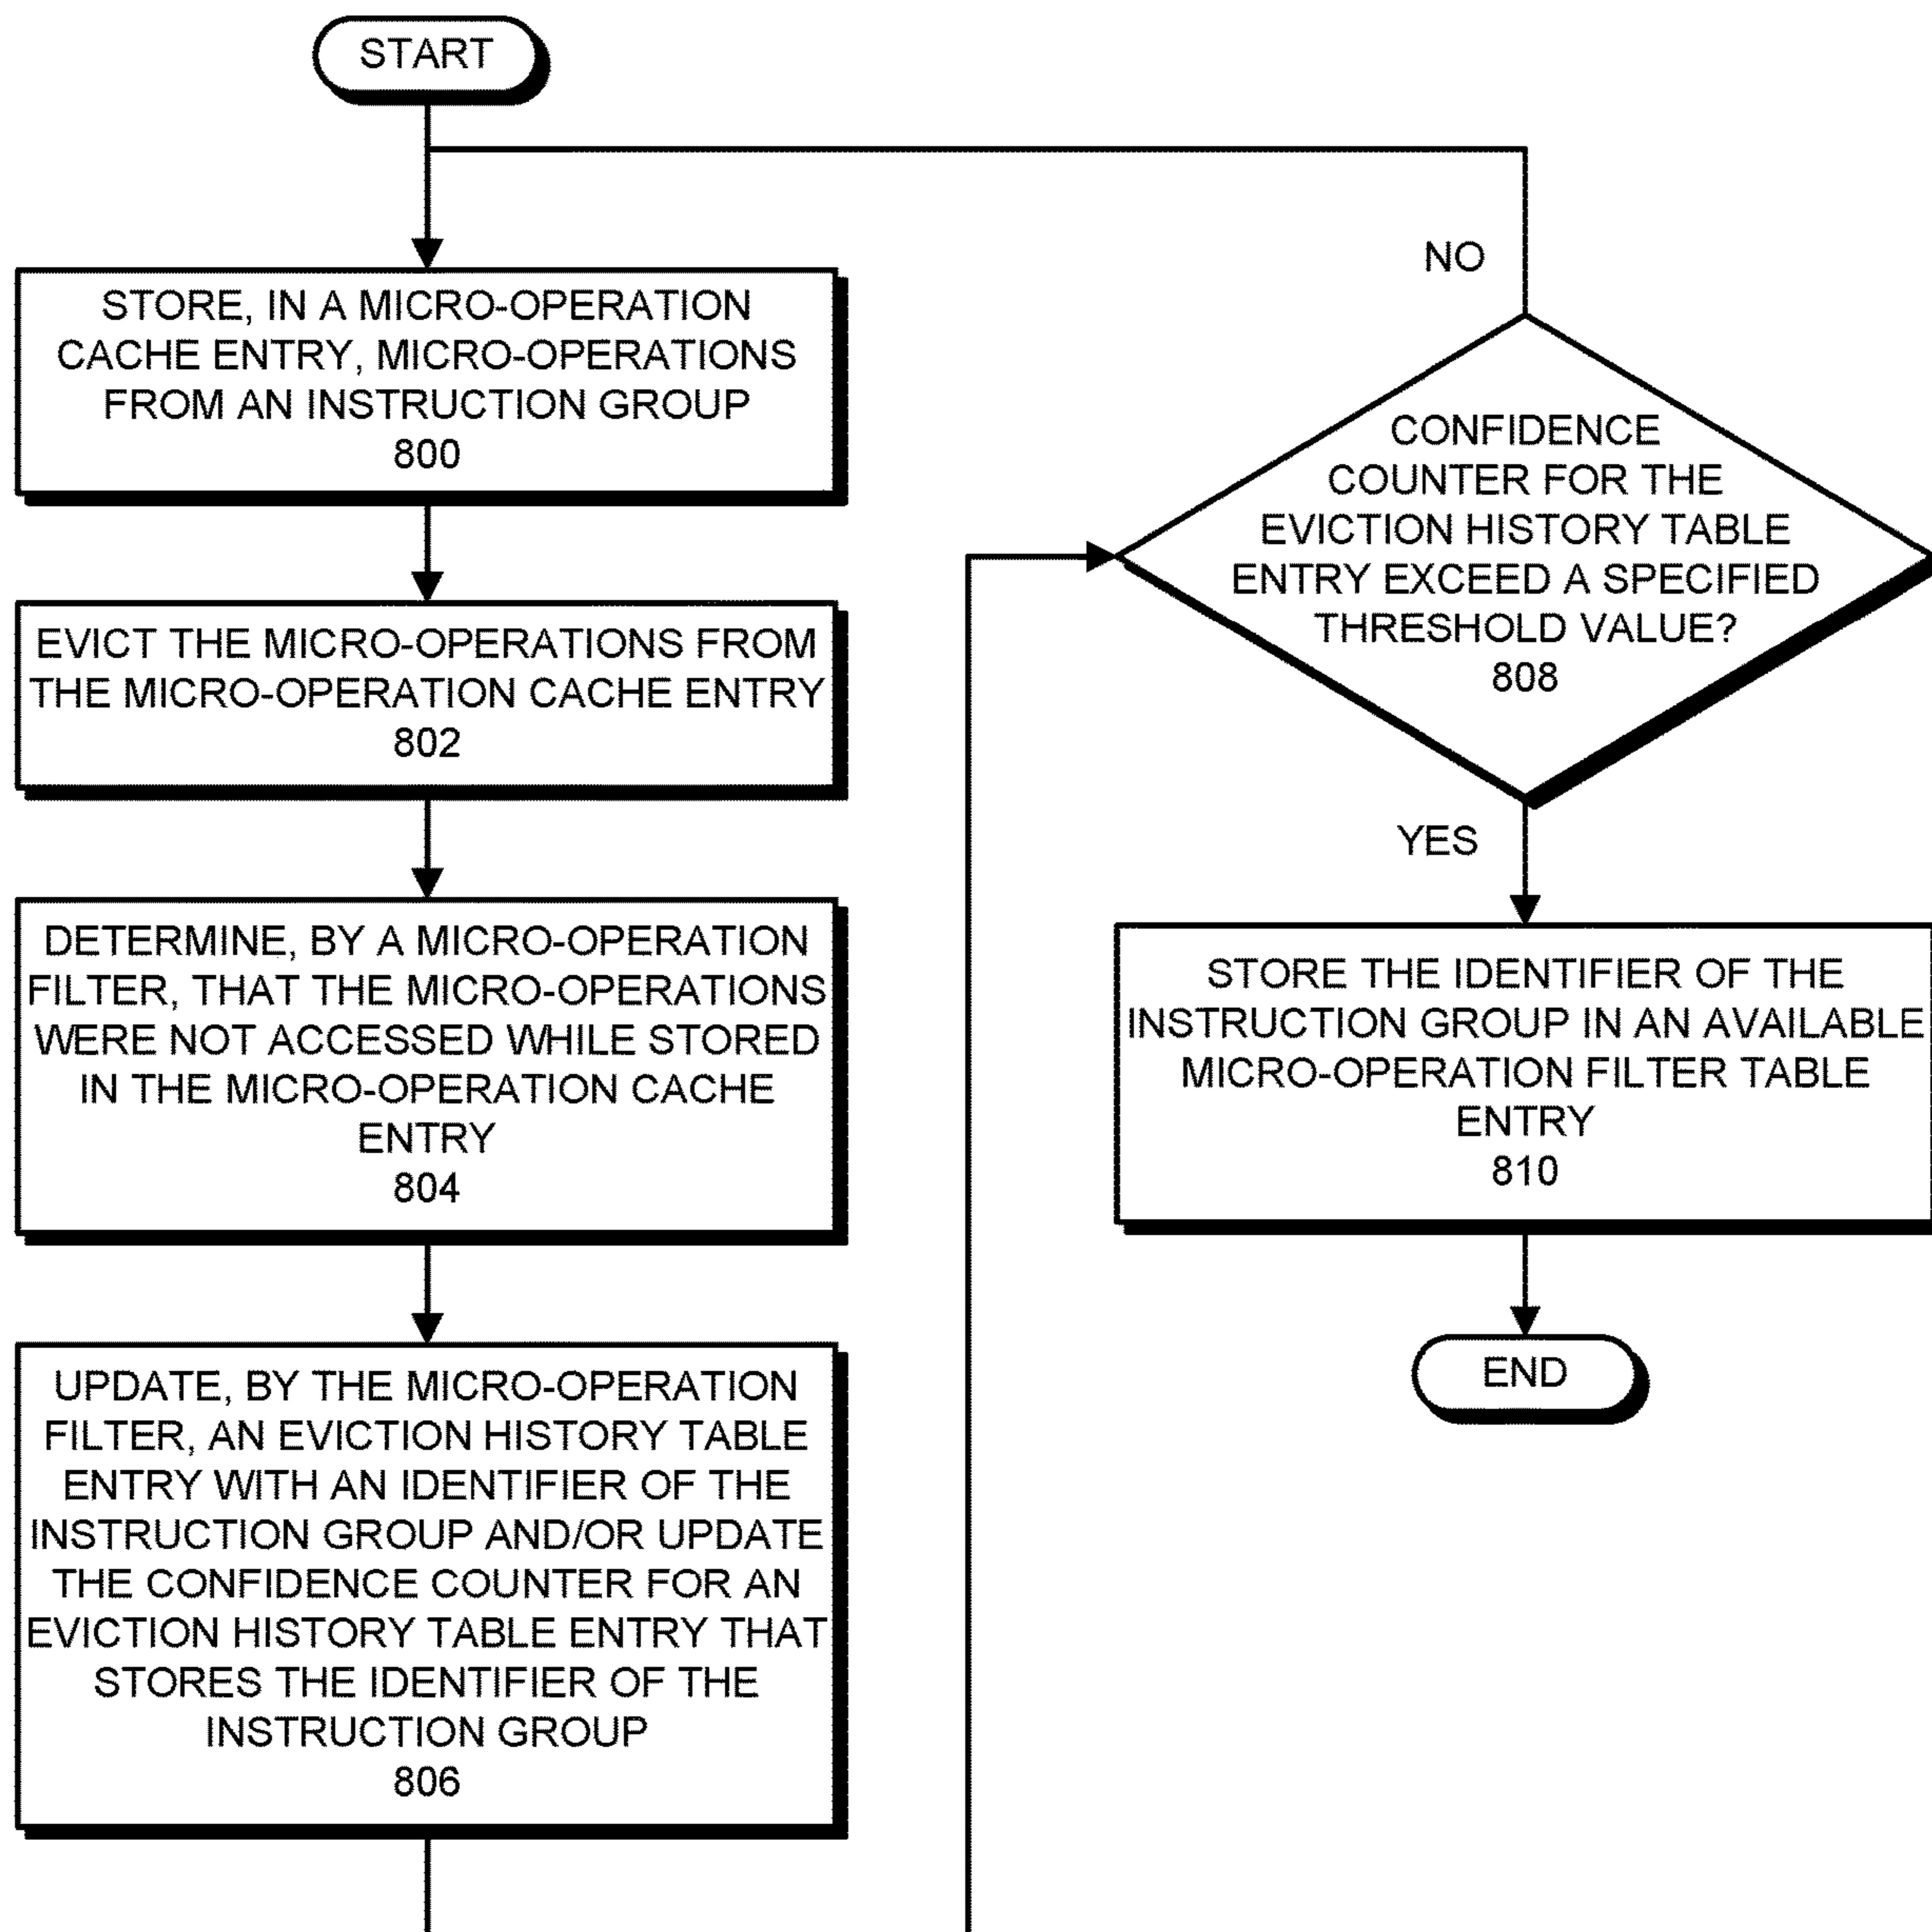 START
STORE, IN A MICRO-OPERATION
CACHE ENTRY, MICRO-OPERATIONS
FROM AN INSTRUCTION GROUP
800
EVICT THE MICRO-OPERATIONS FROM
THE MICRO-OPERATION CACHE ENTRY
802
DETERMINE, BY A MICRO-OPERATION
FILTER, THAT THE MICRO-OPERATIONS
WERE NOT ACCESSED WHILE STORED
IN THE MICRO-OPERATION CACHE
ENTRY
804
UPDATE, BY THE MICRO-OPERATION
FILTER, AN EVICTION HISTORY TABLE
ENTRY WITH AN IDENTIFIER OF THE
INSTRUCTION GROUP AND/OR UPDATE
THE CONFIDENCE COUNTER FOR AN
EVICTION HISTORY TABLE ENTRY THAT
STORES THE IDENTIFIER OF THE
INSTRUCTION GROUP
806
NO
CONFIDENCE
COUNTER FOR THE
EVICTION HISTORY TABLE
ENTRY EXCEED A SPECIFIED
THRESHOLD VALUE?
808
YES
STORE THE IDENTIFIER OF THE
INSTRUCTION GROUP IN AN AVAILABLE
MICRO-OPERATION FILTER TABLE
ENTRY
810
END